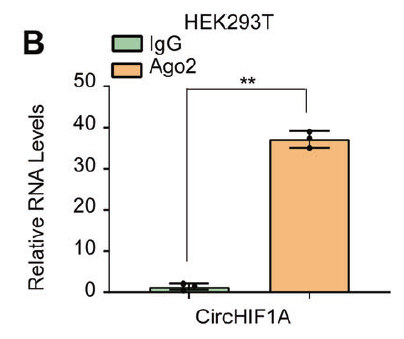 B
HEK293T
IgG
Ago2
Relative RNA Levels
50
40
30
20
10
0
**
CircHIF1A